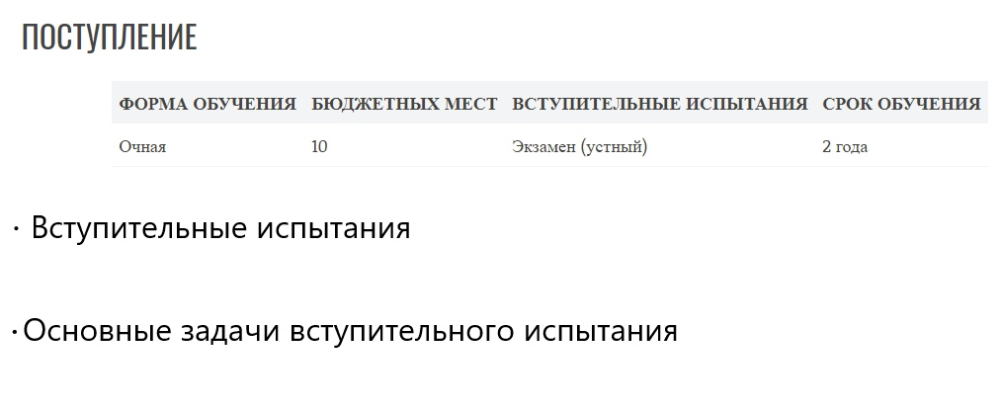 ПОСТУПЛЕНИЕ
ФОРМА ОБУЧЕНИЯ БЮДЖЕТНЫХ МЕСТ ВСТУПИТЕЛЬНЫЕ ИСПЫТАНИЯ СРОК ОБУЧЕНИЯ
Очная 10 Экзамен (устный) 2 года
· Вступительные испытания
·Основные задачи вступительного испытания